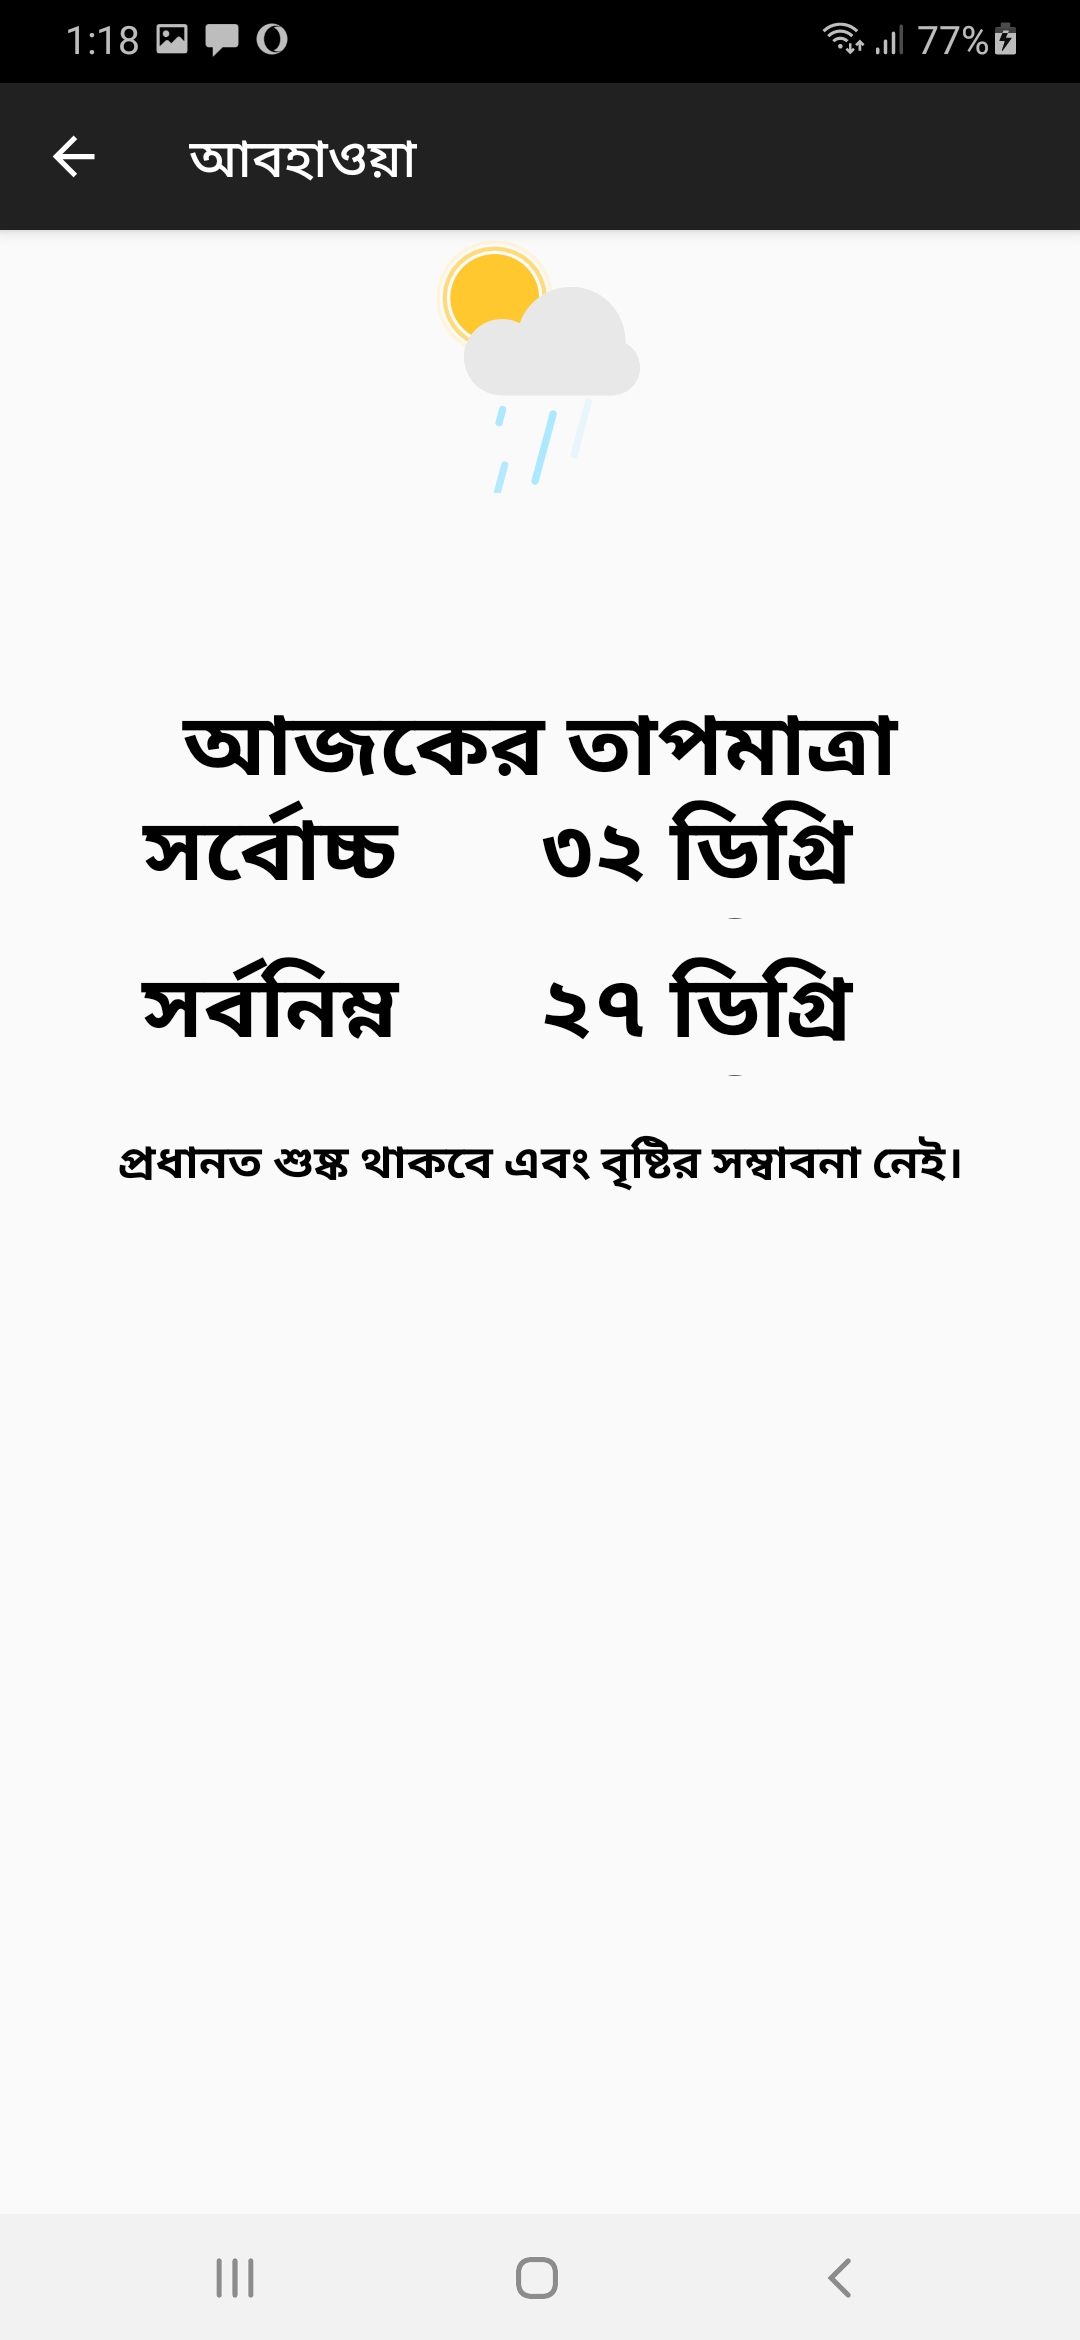 1:18 77%
আবহাওয়া
আজকের তাপমাত্রা
সর্বোচ্চ ৩২ ডিগ্রি
সর্বনিম্ন ২৭ ডিগ্রি
প্রধানত শুষ্ক থাকবে এবং বৃষ্টির সম্বাবনা নেই।